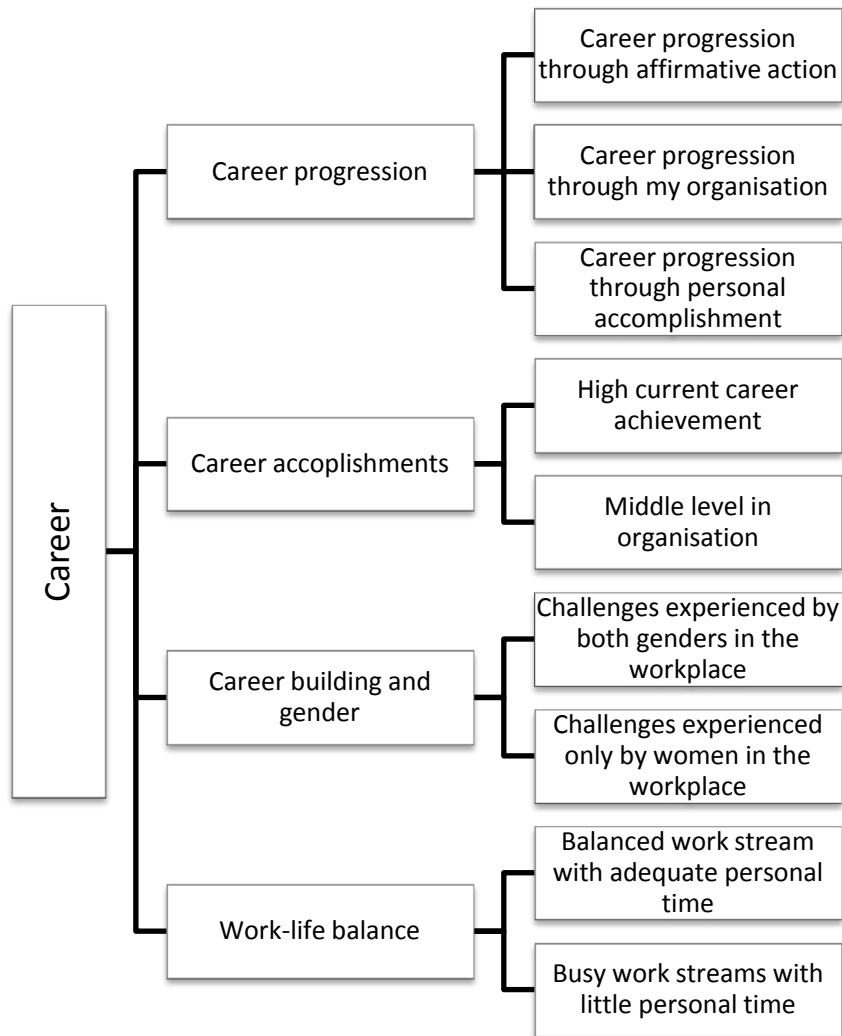 Career
Career progression
Career progression
through affirmative action
Career progression
through my organisation
Career progression
through personal
accomplishment
Career accoplishments
High current career
achievement
Middle level in
organisation
Career building and
gender
Challenges experienced by
both genders in the
workplace
Challenges experienced
only by women in the
workplace
Work-life balance
Balanced work stream
with adequate personal
time
Busy work streams with
little personal time